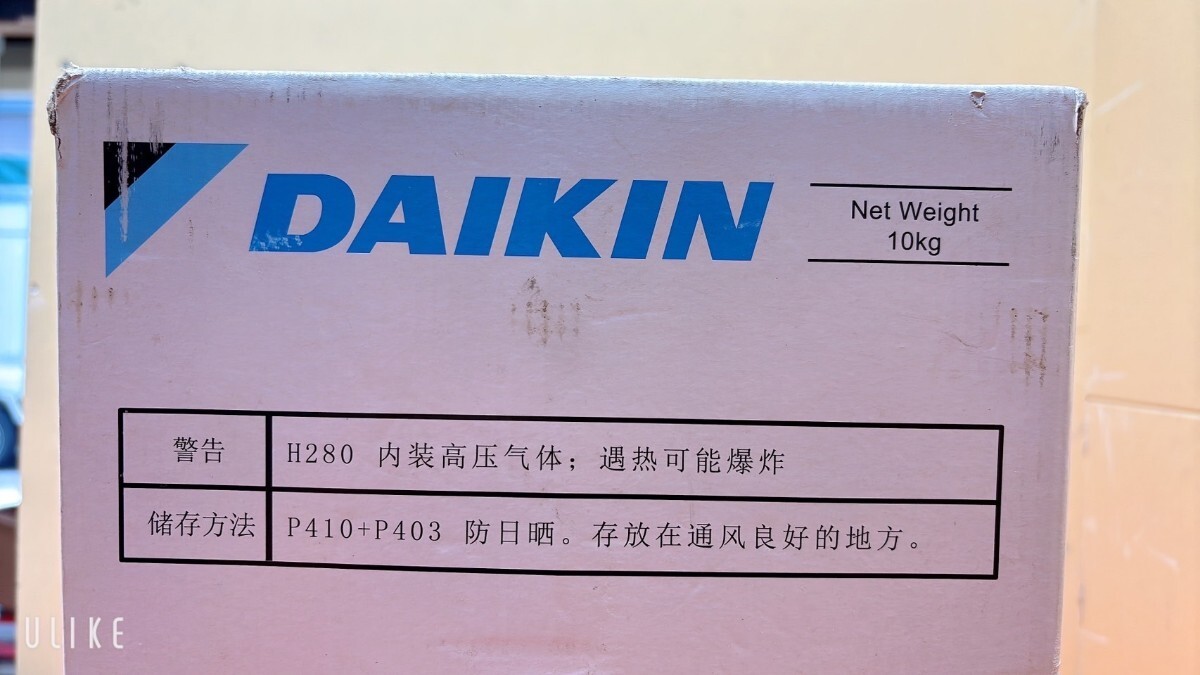 DAIKIN
Net Weight
10kg
警告
H280 内装高压气体；遇热可能爆炸
储存方法
P410+P403 防日晒。存放在通风良好的地方。
ULIKE